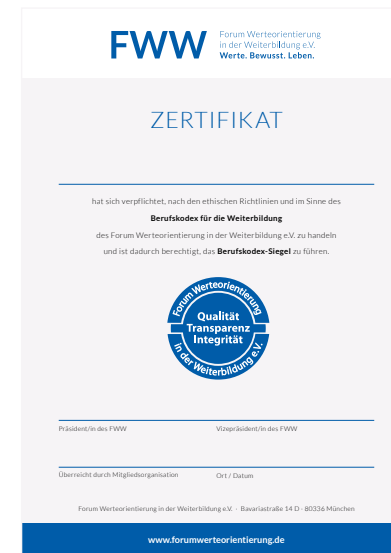 FWW
Forum Werteorientierung
in der Weiterbildung e.V.
Werte. Bewusst. Leben.
ZERTIFIKAT
hat sich verpflichtet, nach den ethischen Richtlinien und im Sinne des
Berufskodex für die Weiterbildung
des Forum Werteorientierung in der Weiterbildung e.V. zu handeln
und ist dadurch berechtigt, das Berufskodex-Siegel zu führen.
Forum Werteorientierung
Qualität
Transparenz
Integrität
in der Weiterbildung e.V.
Präsident/in des FWW
Vizepräsident/in des FWW
Überreicht durch Mitgliedsorganisation
Ort / Datum
Forum Werteorientierung in der Weiterbildung e.V. · Bavariastraße 14 D - 80336 München
www.forumwerteorientierung.de